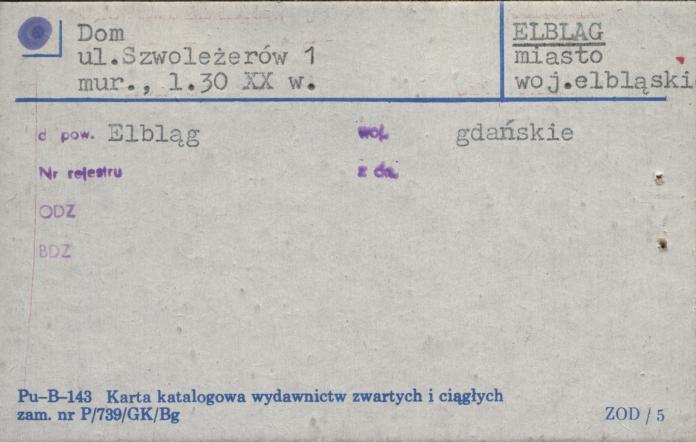 Dom
ul.Szwoleżerów 1
mur., l.30 XX w.
ELBLĄG
miasto
woj.elbląski
d pow. Elbląg woj. gdańskie
Nr rejestru z dn.
ODZ
BDZ
Pu–B–143 Karta katalogowa wydawnictw zwartych i ciągłych
zam. nr P/739/GK/Bg
ZOD / 5